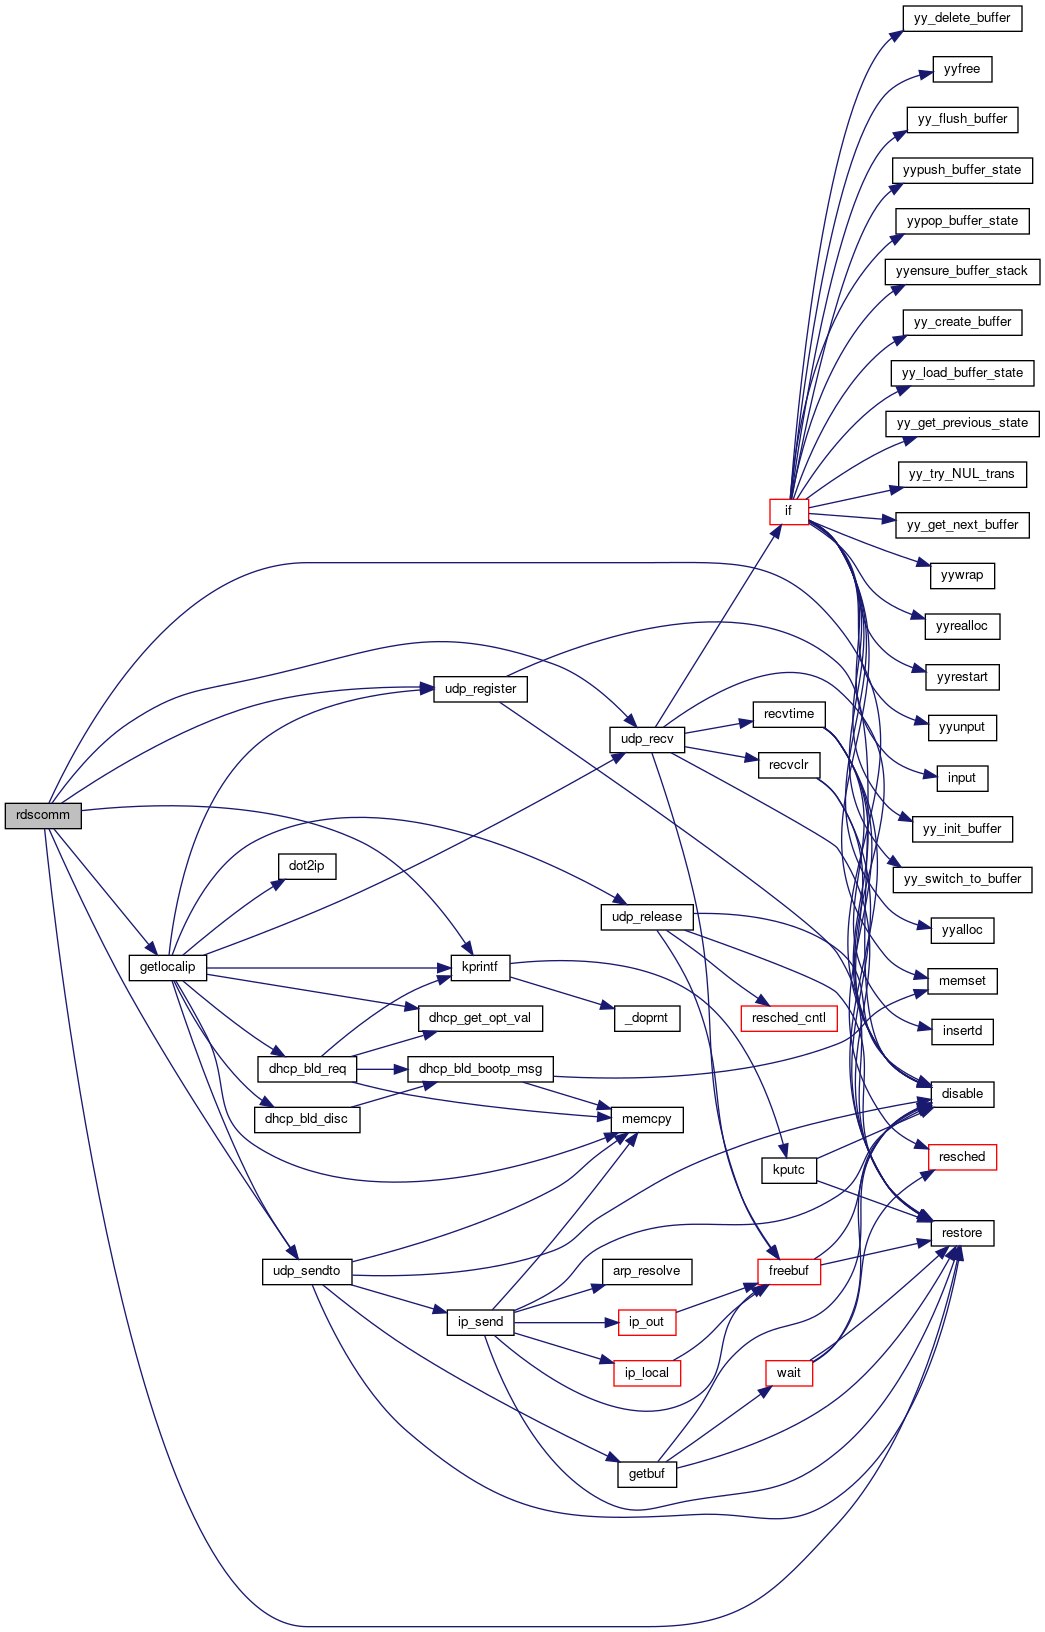 yy_delete_buffer
yyfree
yy_flush_buffer
yypush_buffer_state
yypop_buffer_state
yyensure_buffer_stack
yy_create_buffer
yy_load_buffer_state
yy_get_previous_state
yy_try_NUL_trans
if
yy_get_next_buffer
yywrap
yyrealloc
yyrestart
udp_register
recvtime
yyunput
udp_recv
recvclr
input
rdscomm
yy_init_buffer
dot2ip
yy_switch_to_buffer
udp_release
yyalloc
getlocalip
kprintf
memset
dhcp_get_opt_val
_doprnt
resched_cntl
insertd
dhcp_bld_req
dhcp_bld_bootp_msg
disable
dhcp_bld_disc
memcpy
kputc
resched
restore
udp_sendto
arp_resolve
freebuf
ip_send
ip_out
ip_local
wait
getbuf